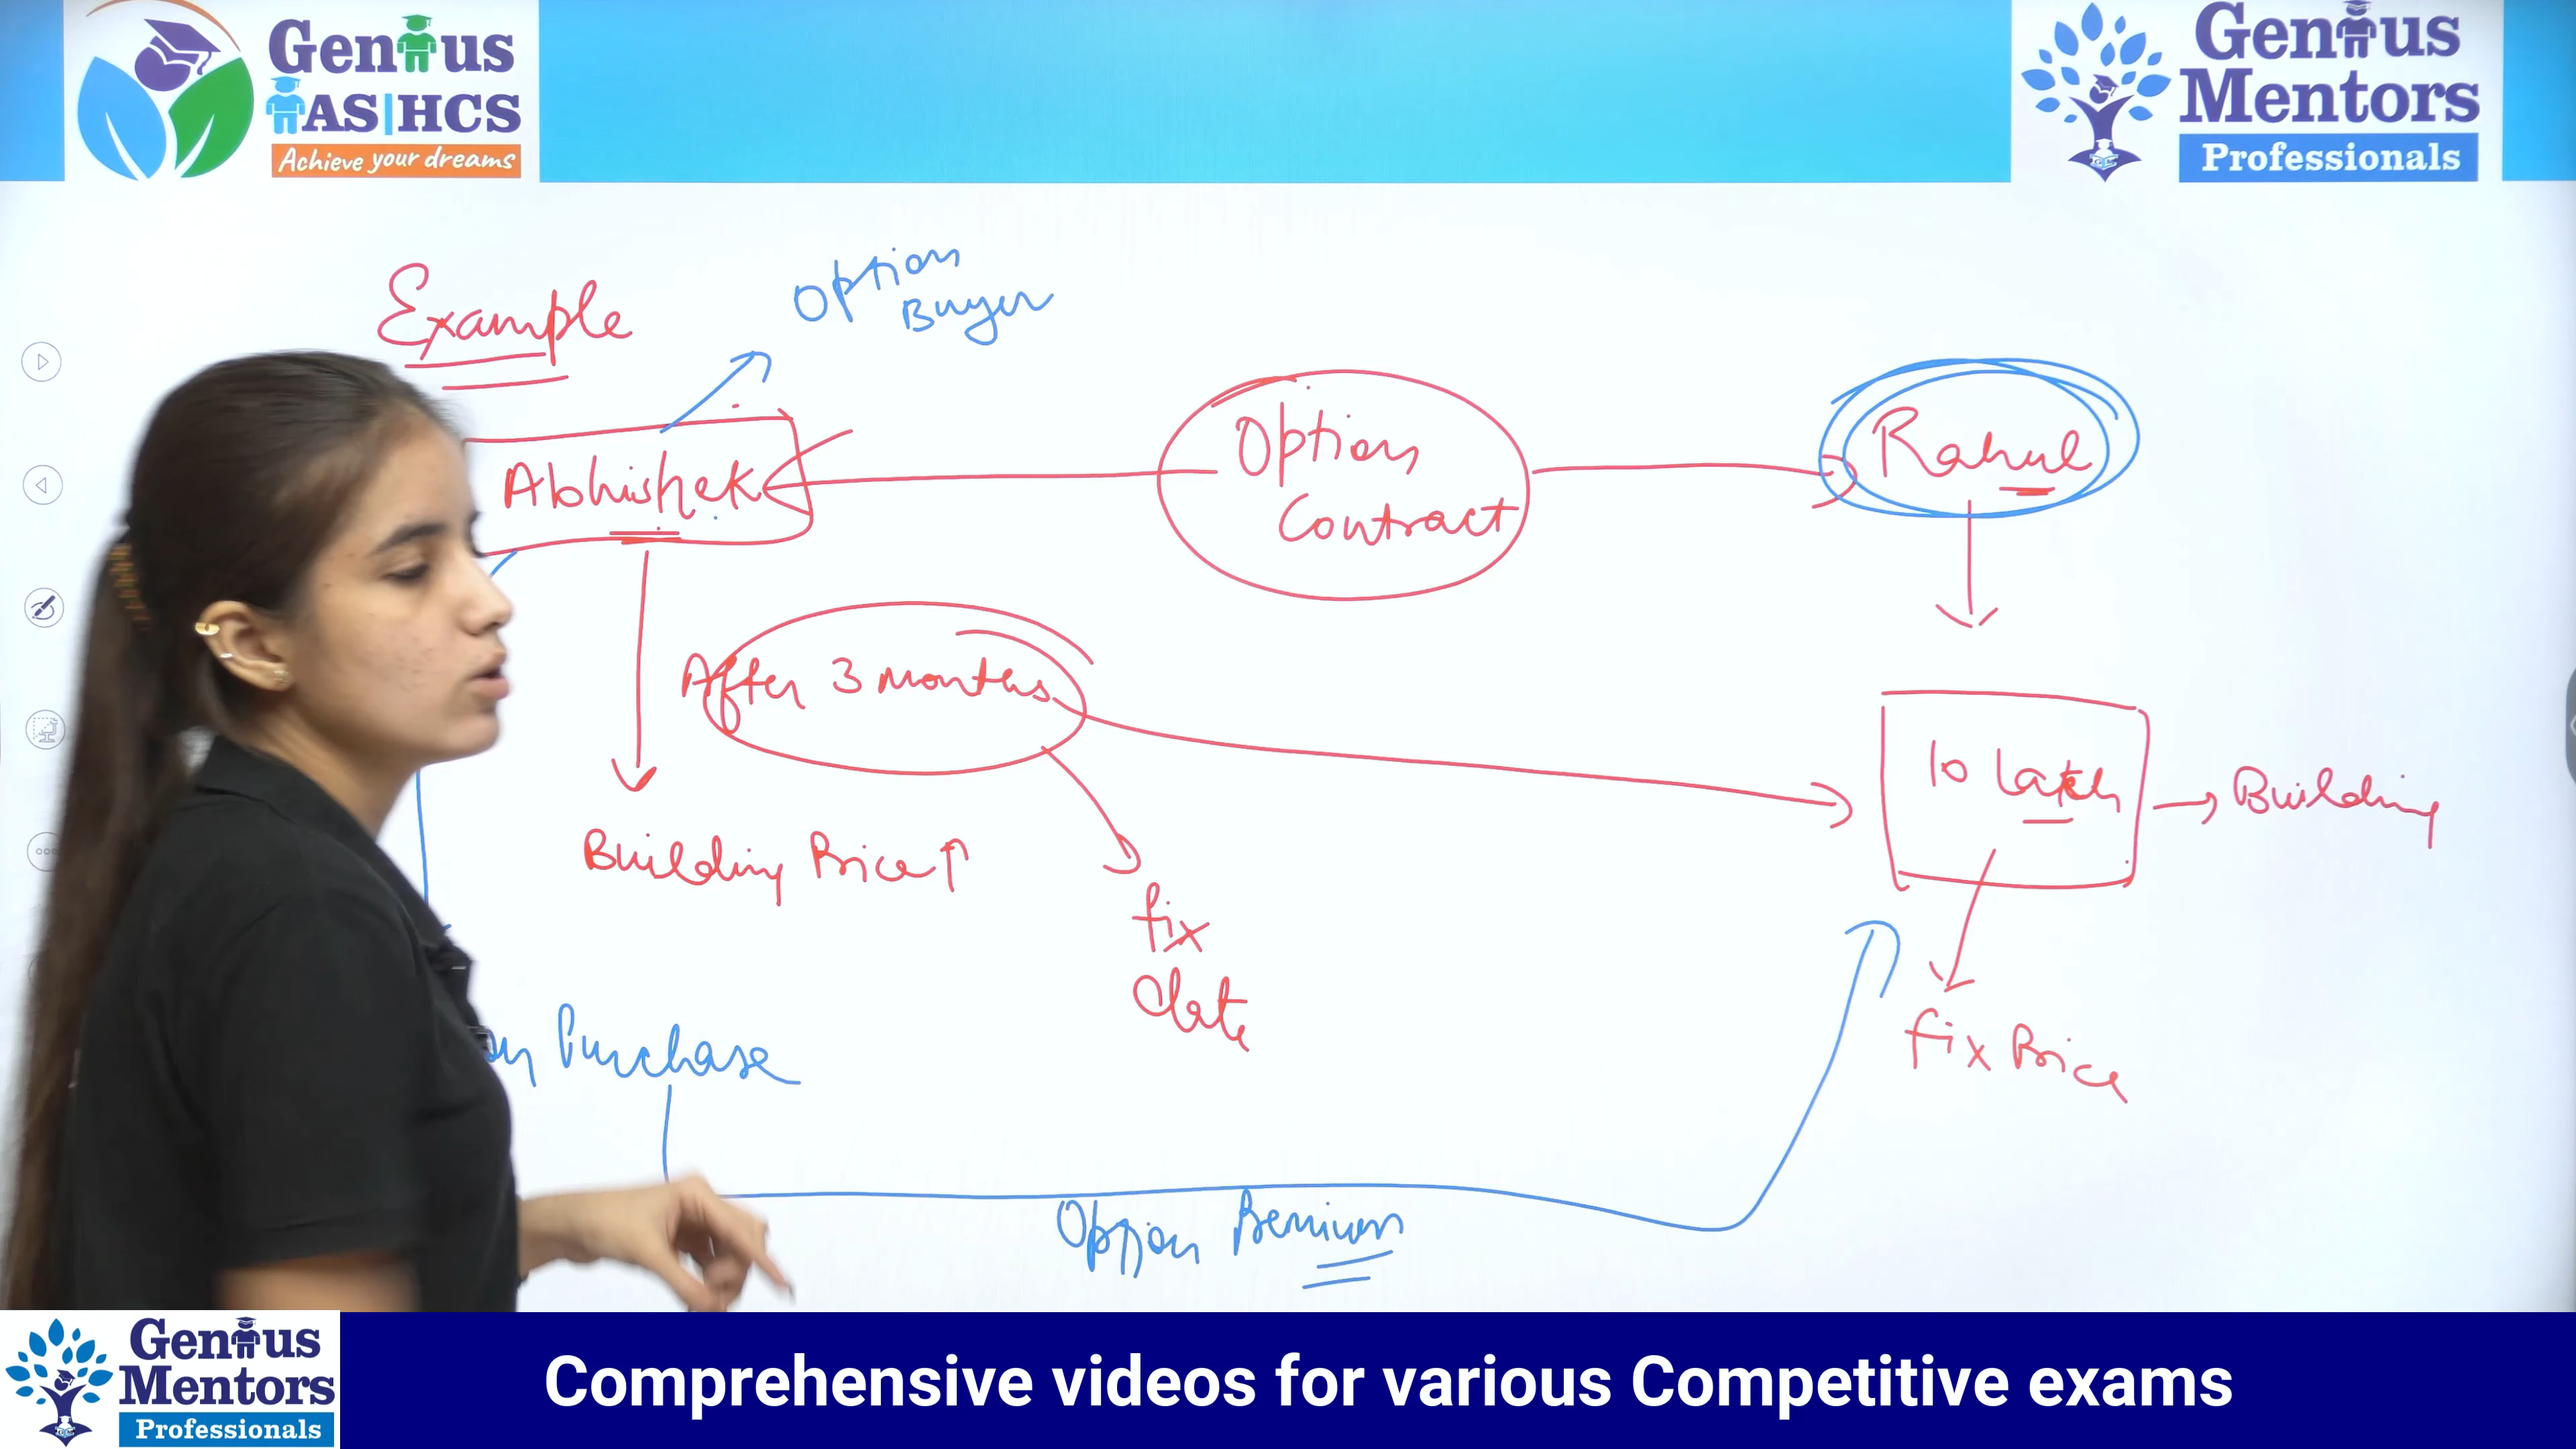 Genius
IAS|HCS
Achieve your dreams
Genius
Mentors
Professionals
Example
Option
Buyer
Abhishek
Option
Contract
Rahul
After 3 months
10 Lakh
Building
Building Price↑
fix
date
fix Price
Purchase
Option Premium
Genius
Mentors
Professionals
Comprehensive videos for various Competitive exams